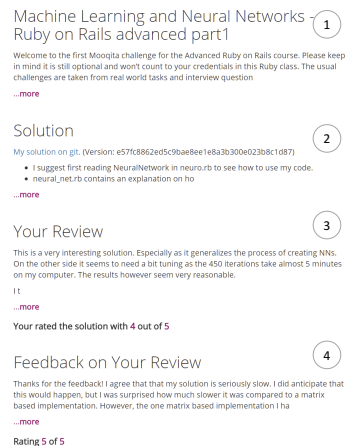 Machine Learning and Neural Networks -
1
Ruby on Rails advanced part1
Welcome to the first Mooqita challenge for the Advanced Ruby on Rails course. Please keep
in mind it is still optional and won't count to your credentials in this Ruby class. The usual
challenges are taken from real world tasks and interview question
...more
Solution
2
My solution on git. (Version: e57fc8862ed5c9bae8ee1e8a3b300e023b8c1d87)
• I suggest first reading NeuralNetwork in neuro.rb to see how to use my code.
• neural_net.rb contains an explanation on ho
...more
Your Review
3
This is a very interesting solution. Especially as it generalizes the process of creating NNs.
On the other side it seems to need a bit tuning as the 450 iterations take almost 5 minutes
on my computer. The results however seem very reasonable.
I t
...more
Your rated the solution with 4 out of 5
Feedback on Your Review
4
Thanks for the feedback! I agree that that my solution is seriously slow. I did anticipate that
this would happen, but I was surprised how much slower it was compared to a matrix
based implementation. However, the one matrix based implementation I ha
...more
Rating 5 of 5